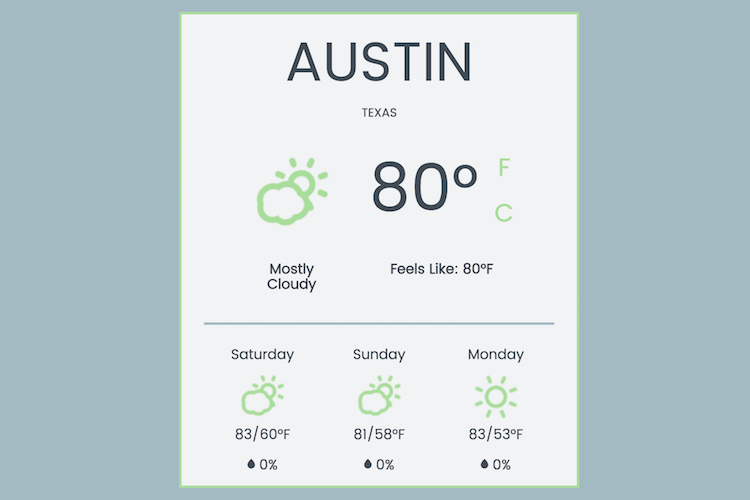 AUSTIN
TEXAS
80°
F
C
Mostly
Cloudy
Feels Like: 80°F
Saturday
Sunday
Monday
83/60°F
81/58°F
83/53°F
0%
0%
0%